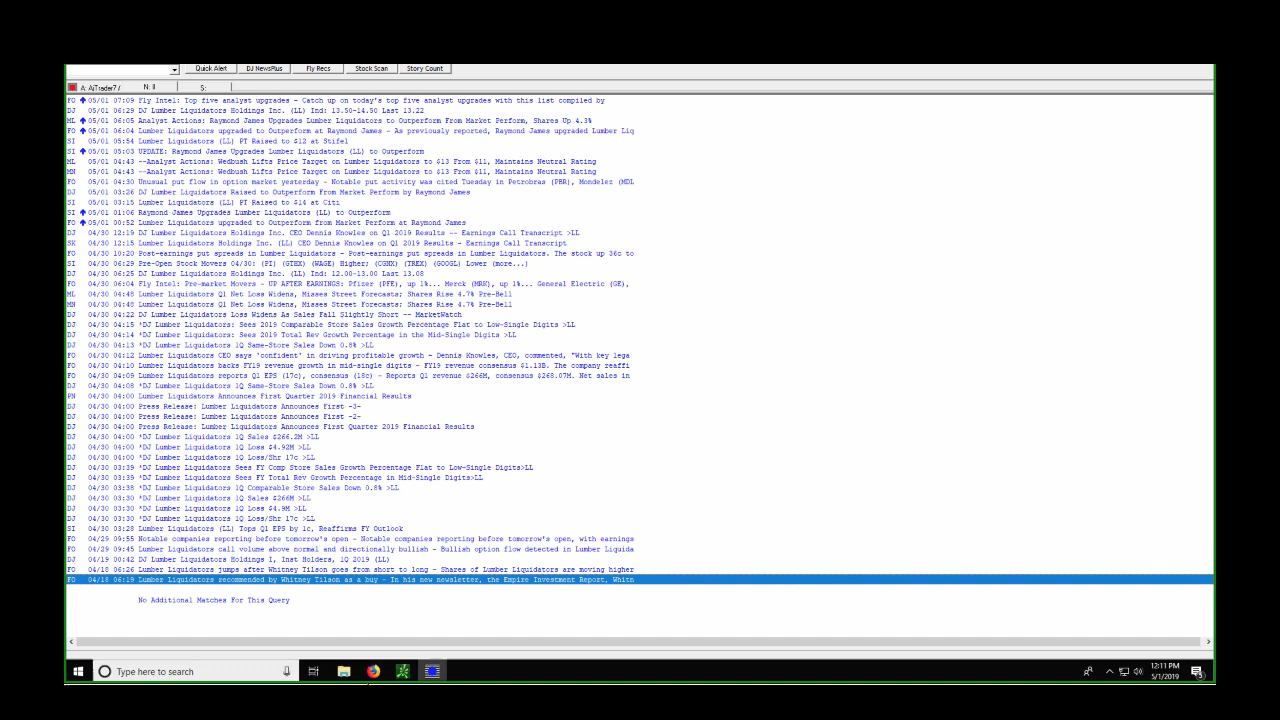 Quick Alert DJ NewsPlus Fly Recs Stock Scan Story Count
A: AiTrader7 / N: ll S:
FO 05/01 07:09 Fly Intel: Top five analyst upgrades - Catch up on today's top five analyst upgrades with this list compiled by
DJ 05/01 06:29 DJ Lumber Liquidators Holdings Inc. (LL) Ind: 13.50-14.50 Last 13.22
ML 05/01 06:05 Analyst Actions: Raymond James Upgrades Lumber Liquidators to Outperform From Market Perform, Shares Up 4.3%
FO 05/01 06:04 Lumber Liquidators upgraded to Outperform at Raymond James - As previously reported, Raymond James upgraded Lumber Liq
SI 05/01 05:54 Lumber Liquidators (LL) PT Raised to $12 at Stifel
SI 05/01 05:03 UPDATE: Raymond James Upgrades Lumber Liquidators (LL) to Outperform
ML 05/01 04:43 --Analyst Actions: Wedbush Lifts Price Target on Lumber Liquidators to $13 From $11, Maintains Neutral Rating
MN 05/01 04:43 --Analyst Actions: Wedbush Lifts Price Target on Lumber Liquidators to $13 From $11, Maintains Neutral Rating
FO 05/01 04:30 Unusual put flow in option market yesterday - Notable put activity was cited Tuesday in Petrobras (PBR), Mondelez (MDL
DJ 05/01 03:26 DJ Lumber Liquidators Raised to Outperform From Market Perform by Raymond James
SI 05/01 03:15 Lumber Liquidators (LL) PT Raised to $14 at Citi
SI 05/01 01:06 Raymond James Upgrades Lumber Liquidators (LL) to Outperform
FO 05/01 00:52 Lumber Liquidators upgraded to Outperform from Market Perform at Raymond James
DJ 04/30 12:19 DJ Lumber Liquidators Holdings Inc. CEO Dennis Knowles on Q1 2019 Results -- Earnings Call Transcript >LL
SK 04/30 12:15 Lumber Liquidators Holdings Inc. (LL) CEO Dennis Knowles on Q1 2019 Results - Earnings Call Transcript
FO 04/30 10:20 Post-earnings put spreads in Lumber Liquidators - Post-earnings put spreads in Lumber Liquidators. The stock up 36c to
SI 04/30 06:29 Pre-Open Stock Movers 04/30: (PI) (GTHX) (WAGE) Higher; (CGNX) (TREX) (GOOGL) Lower (more...)
DJ 04/30 06:25 DJ Lumber Liquidators Holdings Inc. (LL) Ind: 12.00-13.00 Last 13.08
FO 04/30 06:04 Fly Intel: Pre-market Movers - UP AFTER EARNINGS: Pfizer (PFE), up 1%... Merck (MRK), up 1%... General Electric (GE),
ML 04/30 04:48 Lumber Liquidators Q1 Net Loss Widens, Misses Street Forecasts; Shares Rise 4.7% Pre-Bell
MN 04/30 04:48 Lumber Liquidators Q1 Net Loss Widens, Misses Street Forecasts; Shares Rise 4.7% Pre-Bell
DJ 04/30 04:22 DJ Lumber Liquidators Loss Widens As Sales Fall Slightly Short -- MarketWatch
DJ 04/30 04:15 *DJ Lumber Liquidators: Sees 2019 Comparable Store Sales Growth Percentage Flat to Low-Single Digits >LL
DJ 04/30 04:14 *DJ Lumber Liquidators: Sees 2019 Total Rev Growth Percentage in the Mid-Single Digits >LL
DJ 04/30 04:13 *DJ Lumber Liquidators 1Q Same-Store Sales Down 0.8% >LL
FO 04/30 04:12 Lumber Liquidators CEO says 'confident' in driving profitable growth - Dennis Knowles, CEO, commented, "With key lega
FO 04/30 04:10 Lumber Liquidators backs FY19 revenue growth in mid-single digits - FY19 revenue consensus $1.13B. The company reaffi
FO 04/30 04:09 Lumber Liquidators reports Q1 EPS (17c), consensus (18c) - Reports Q1 revenue $266M, consensus $268.07M. Net sales in
DJ 04/30 04:08 *DJ Lumber Liquidators 1Q Same-Store Sales Down 0.8% >LL
PN 04/30 04:00 Lumber Liquidators Announces First Quarter 2019 Financial Results
DJ 04/30 04:00 Press Release: Lumber Liquidators Announces First -3-
DJ 04/30 04:00 Press Release: Lumber Liquidators Announces First -2-
DJ 04/30 04:00 Press Release: Lumber Liquidators Announces First Quarter 2019 Financial Results
DJ 04/30 04:00 *DJ Lumber Liquidators 1Q Sales $266.2M >LL
DJ 04/30 04:00 *DJ Lumber Liquidators 1Q Loss $4.92M >LL
DJ 04/30 04:00 *DJ Lumber Liquidators 1Q Loss/Shr 17c >LL
DJ 04/30 03:39 *DJ Lumber Liquidators Sees FY Comp Store Sales Growth Percentage Flat to Low-Single Digits>LL
DJ 04/30 03:39 *DJ Lumber Liquidators Sees FY Total Rev Growth Percentage in Mid-Single Digits>LL
DJ 04/30 03:38 *DJ Lumber Liquidators 1Q Comparable Store Sales Down 0.8% >LL
DJ 04/30 03:30 *DJ Lumber Liquidators 1Q Sales $266M >LL
DJ 04/30 03:30 *DJ Lumber Liquidators 1Q Loss $4.9M >LL
DJ 04/30 03:30 *DJ Lumber Liquidators 1Q Loss/Shr 17c >LL
SI 04/30 03:28 Lumber Liquidators (LL) Tops Q1 EPS by 1c, Reaffirms FY Outlook
FO 04/29 09:55 Notable companies reporting before tomorrow's open - Notable companies reporting before tomorrow's open, with earnings
FO 04/29 09:45 Lumber Liquidators call volume above normal and directionally bullish - Bullish option flow detected in Lumber Liquida
DJ 04/19 00:42 DJ Lumber Liquidators Holdings I, Inst Holders, 1Q 2019 (LL)
FO 04/18 06:26 Lumber Liquidators jumps after Whitney Tilson goes from short to long - Shares of Lumber Liquidators are moving higher
FO 04/18 06:19 Lumber Liquidators recommended by Whitney Tilson as a buy - In his new newsletter, the Empire Investment Report, Whitn
No Additional Matches For This Query
Type here to search
12:11 PM
5/1/2019